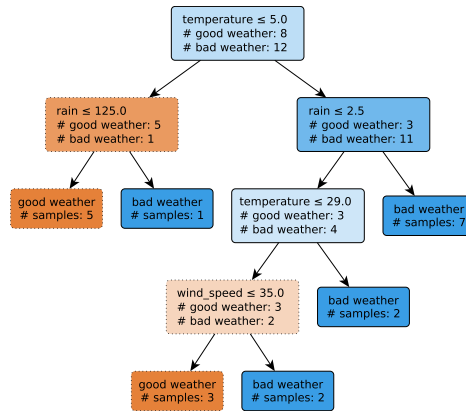 temperature ≤ 5.0
# good weather: 8
# bad weather: 12
rain ≤ 125.0
# good weather: 5
# bad weather: 1
rain ≤ 2.5
# good weather: 3
# bad weather: 11
good weather
# samples: 5
bad weather
# samples: 1
temperature ≤ 29.0
# good weather: 3
# bad weather: 4
bad weather
# samples: 7
wind_speed ≤ 35.0
# good weather: 3
# bad weather: 2
bad weather
# samples: 2
good weather
# samples: 3
bad weather
# samples: 2